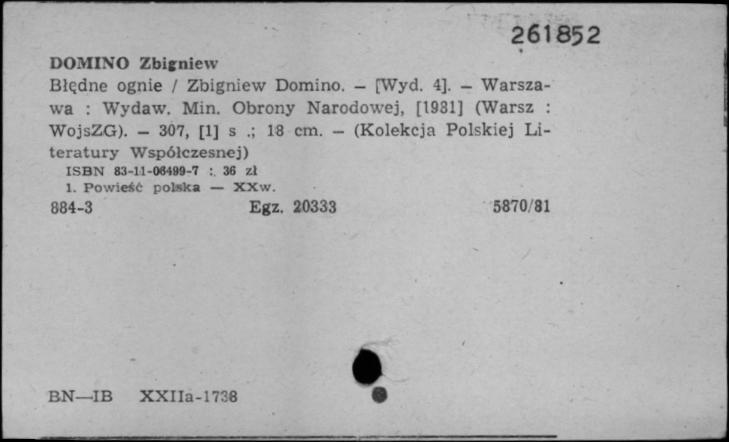 261852
DOMINO Zbigniew
Błędne ognie / Zbigniew Domino. — [Wyd. 4]. — Warsza-
wa : Wydaw. Min. Obrony Narodowej, [1981] (Warsz :
WojsZG). — 307, [1] s .; 18 cm. — (Kolekcja Polskiej Li-
teratury Współczesnej)
ISBN 83-11-06499-7 : 36 zł
1. Powieść polska — XXw.
884-3 Egz. 20333 5870/81
BN—IB XXIIa-1738